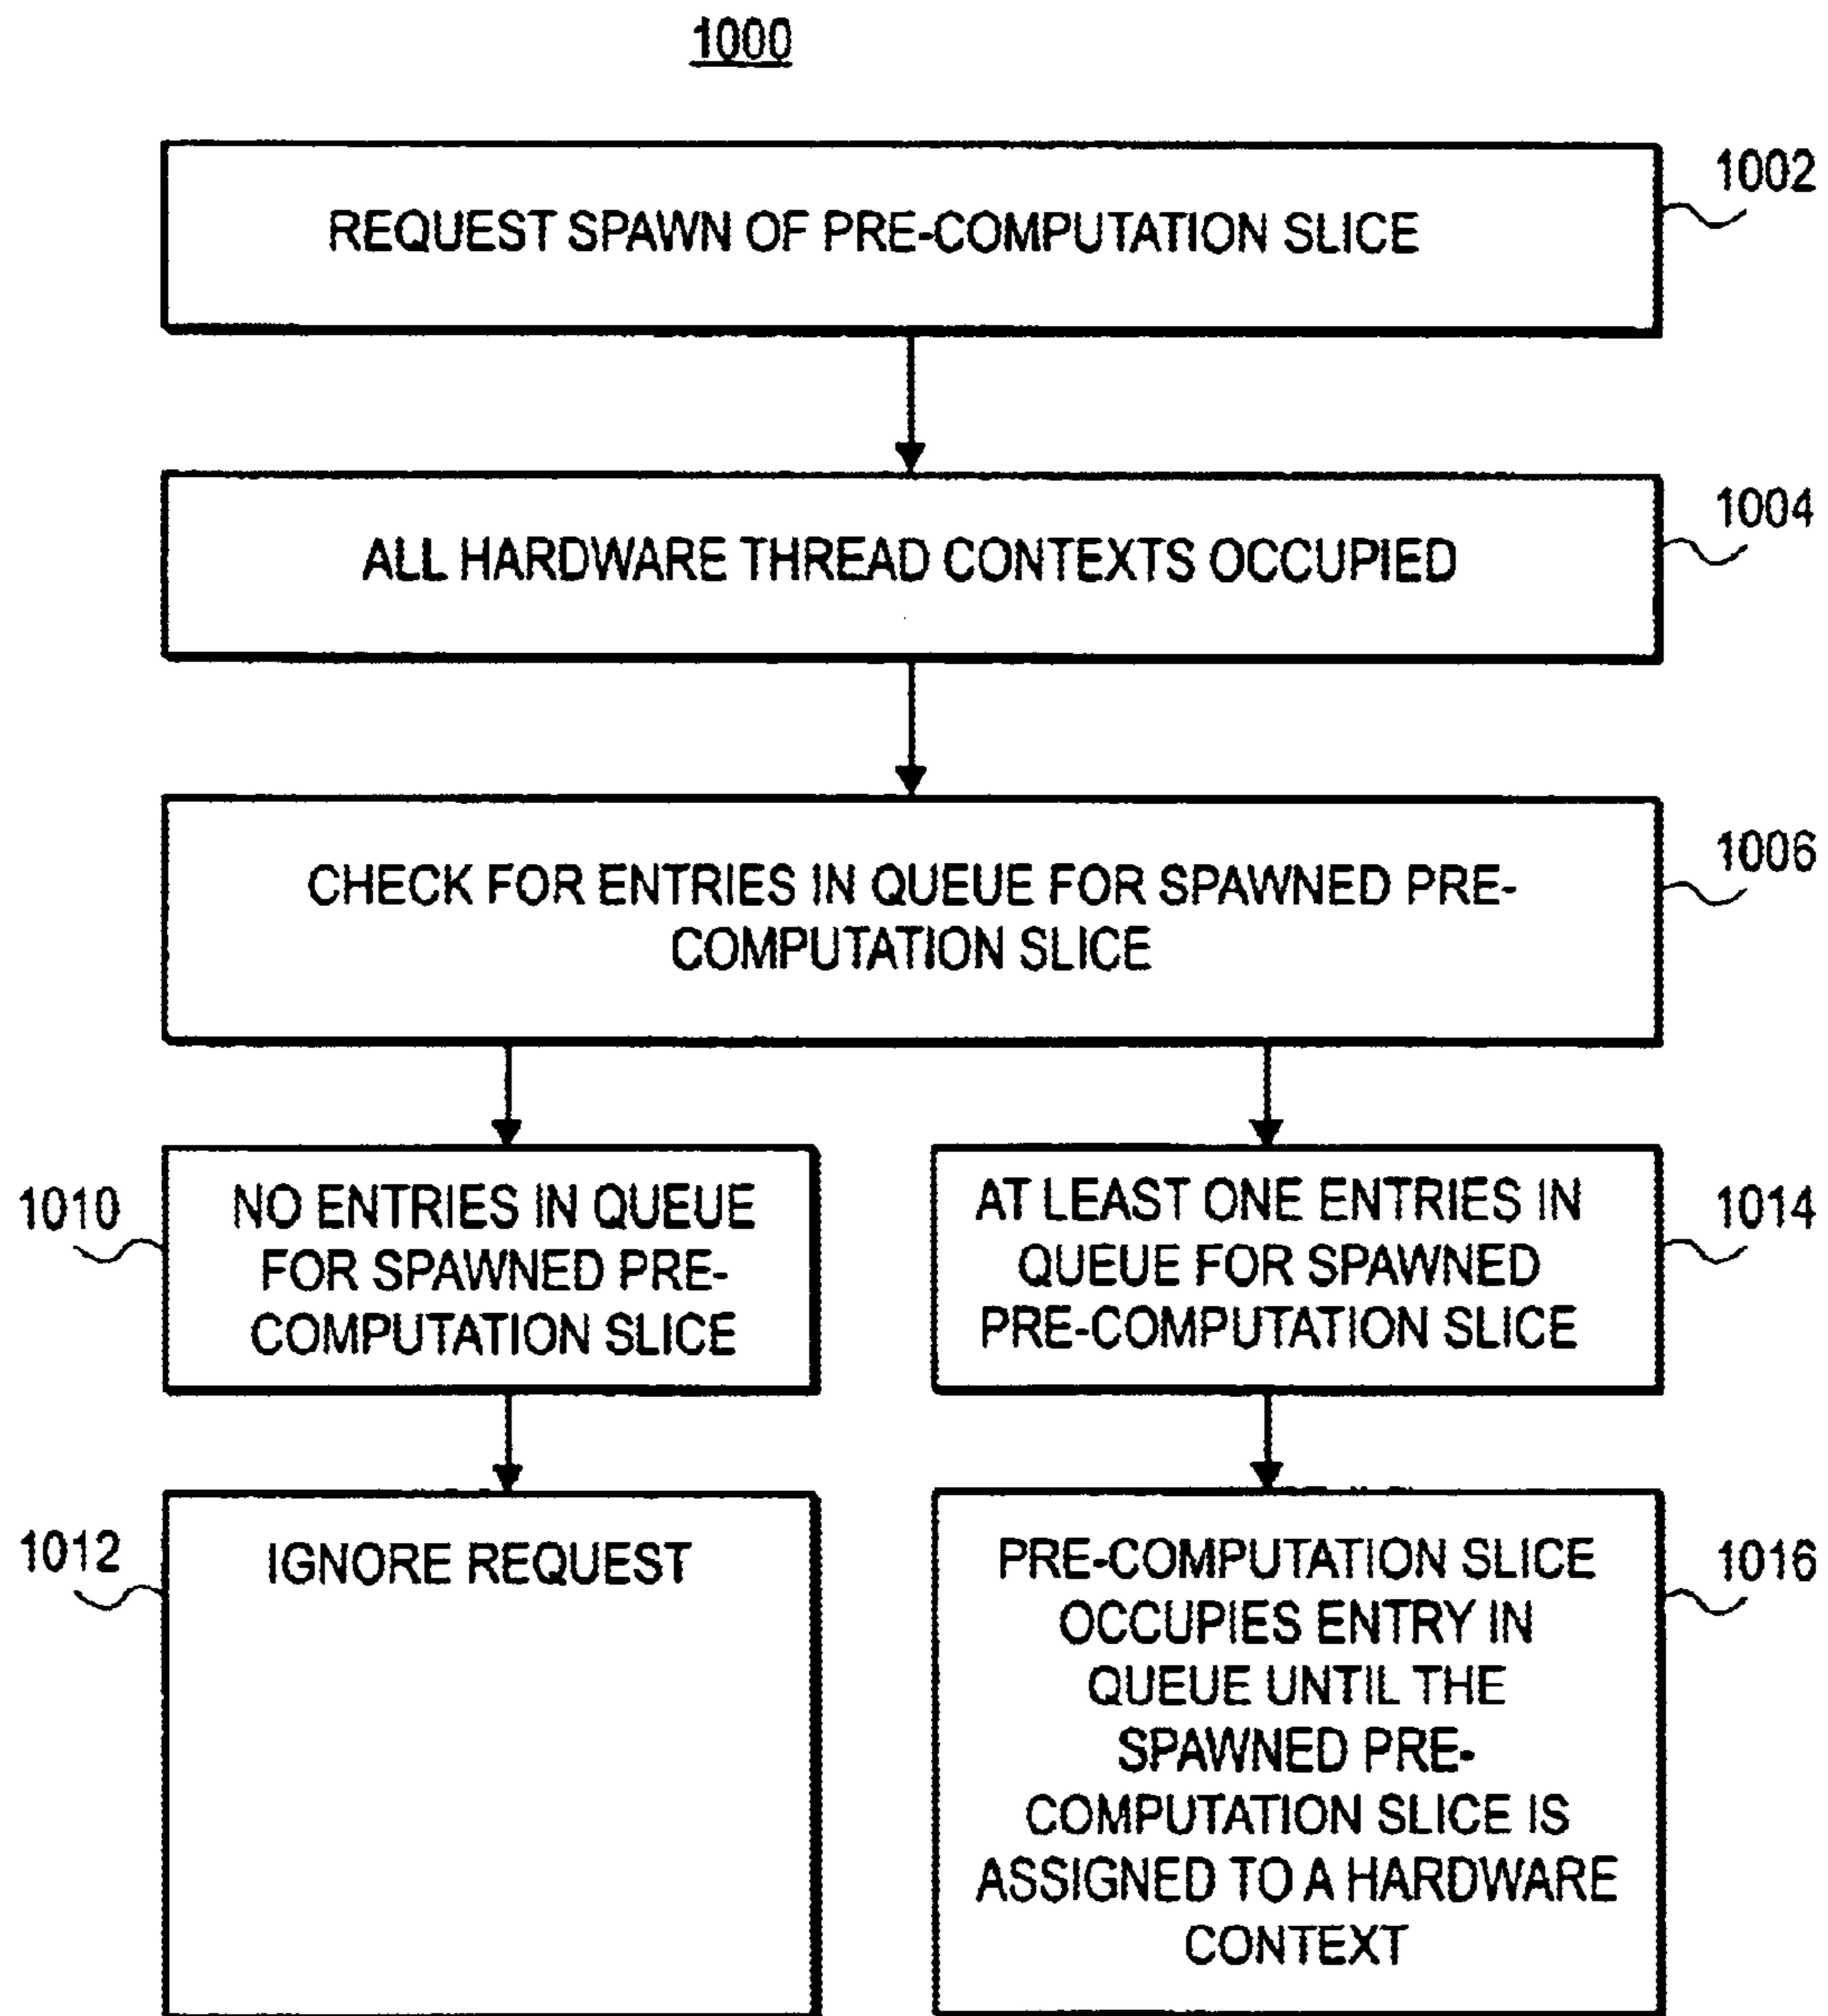 1000
REQUEST SPAWN OF PRE-COMPUTATION SLICE
1002
ALL HARDWARE THREAD CONTEXTS OCCUPIED
1004
CHECK FOR ENTRIES IN QUEUE FOR SPAWNED PRE-
COMPUTATION SLICE
1006
1010
NO ENTRIES IN QUEUE
FOR SPAWNED PRE-
COMPUTATION SLICE
AT LEAST ONE ENTRIES IN
QUEUE FOR SPAWNED
PRE-COMPUTATION SLICE
1014
1012
IGNORE REQUEST
PRE-COMPUTATION SLICE
OCCUPIES ENTRY IN
QUEUE UNTIL THE
SPAWNED PRE-
COMPUTATION SLICE IS
ASSIGNED TO A HARDWARE
CONTEXT
1016